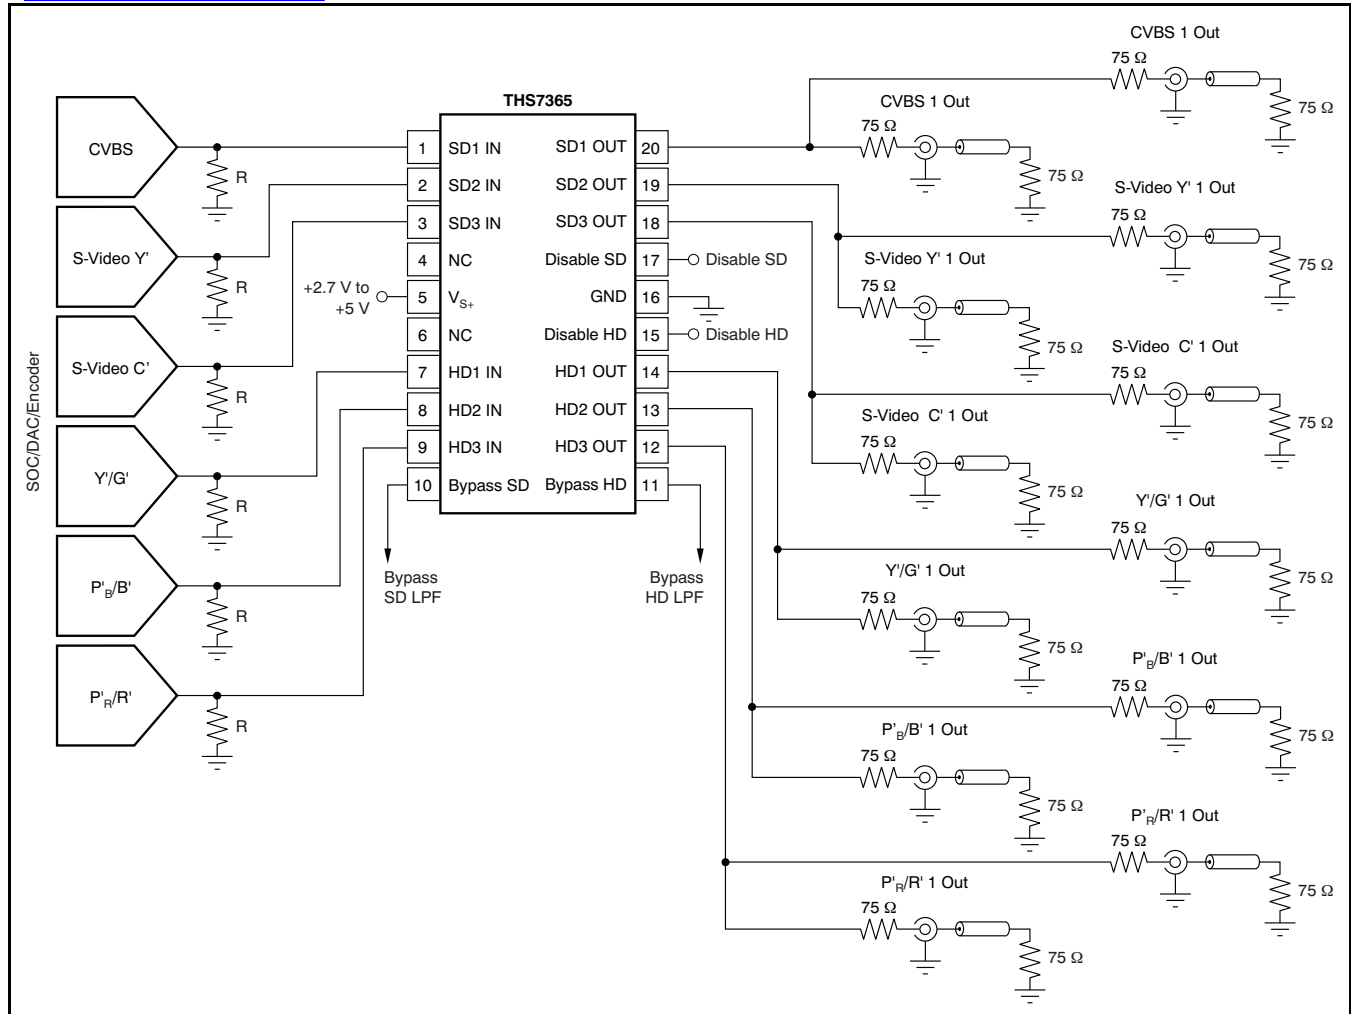 SOC/DAC/Encoder
CVBS
R
S-Video Y'
R
S-Video C'
R
Y'/G'
R
P'B/B'
R
P'R/R'
R
+2.7 V to
+5 V
THS7365
1 SD1 IN SD1 OUT 20
2 SD2 IN SD2 OUT 19
3 SD3 IN SD3 OUT 18
4 NC Disable SD 17 Disable SD
5 VS+ GND 16
6 NC Disable HD 15 Disable HD
7 HD1 IN HD1 OUT 14
8 HD2 IN HD2 OUT 13
9 HD3 IN HD3 OUT 12
10 Bypass SD Bypass HD 11
Bypass
SD LPF
Bypass
HD LPF
CVBS 1 Out
75 Ω
75 Ω
CVBS 1 Out
75 Ω
75 Ω
S-Video Y' 1 Out
75 Ω
75 Ω
S-Video Y' 1 Out
75 Ω
75 Ω
S-Video C' 1 Out
75 Ω
75 Ω
S-Video C' 1 Out
75 Ω
75 Ω
Y'/G' 1 Out
75 Ω
75 Ω
Y'/G' 1 Out
75 Ω
75 Ω
P'B/B' 1 Out
75 Ω
75 Ω
P'B/B' 1 Out
75 Ω
75 Ω
P'R/R' 1 Out
75 Ω
75 Ω
P'R/R' 1 Out
75 Ω
75 Ω